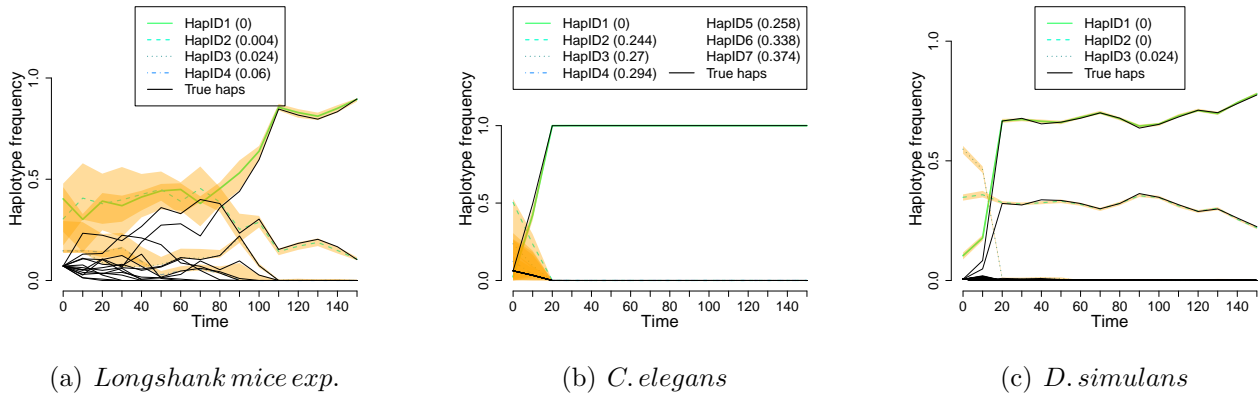 HapID1 (0)
HapID2 (0.004)
HapID3 (0.024)
HapID4 (0.06)
True haps
Haplotype frequency
1.0
0.5
0.0
0 20 40 60 80 100 120 140
Time
(a) Longshank mice exp.
HapID1 (0)
HapID2 (0.244)
HapID3 (0.27)
HapID4 (0.294)
HapID5 (0.258)
HapID6 (0.338)
HapID7 (0.374)
True haps
Haplotype frequency
1.0
0.5
0.0
0 20 40 60 80 100 120 140
Time
(b) C. elegans
HapID1 (0)
HapID2 (0)
HapID3 (0.024)
True haps
Haplotype frequency
1.0
0.5
0.0
0 20 40 60 80 100 120 140
Time
(c) D. simulans